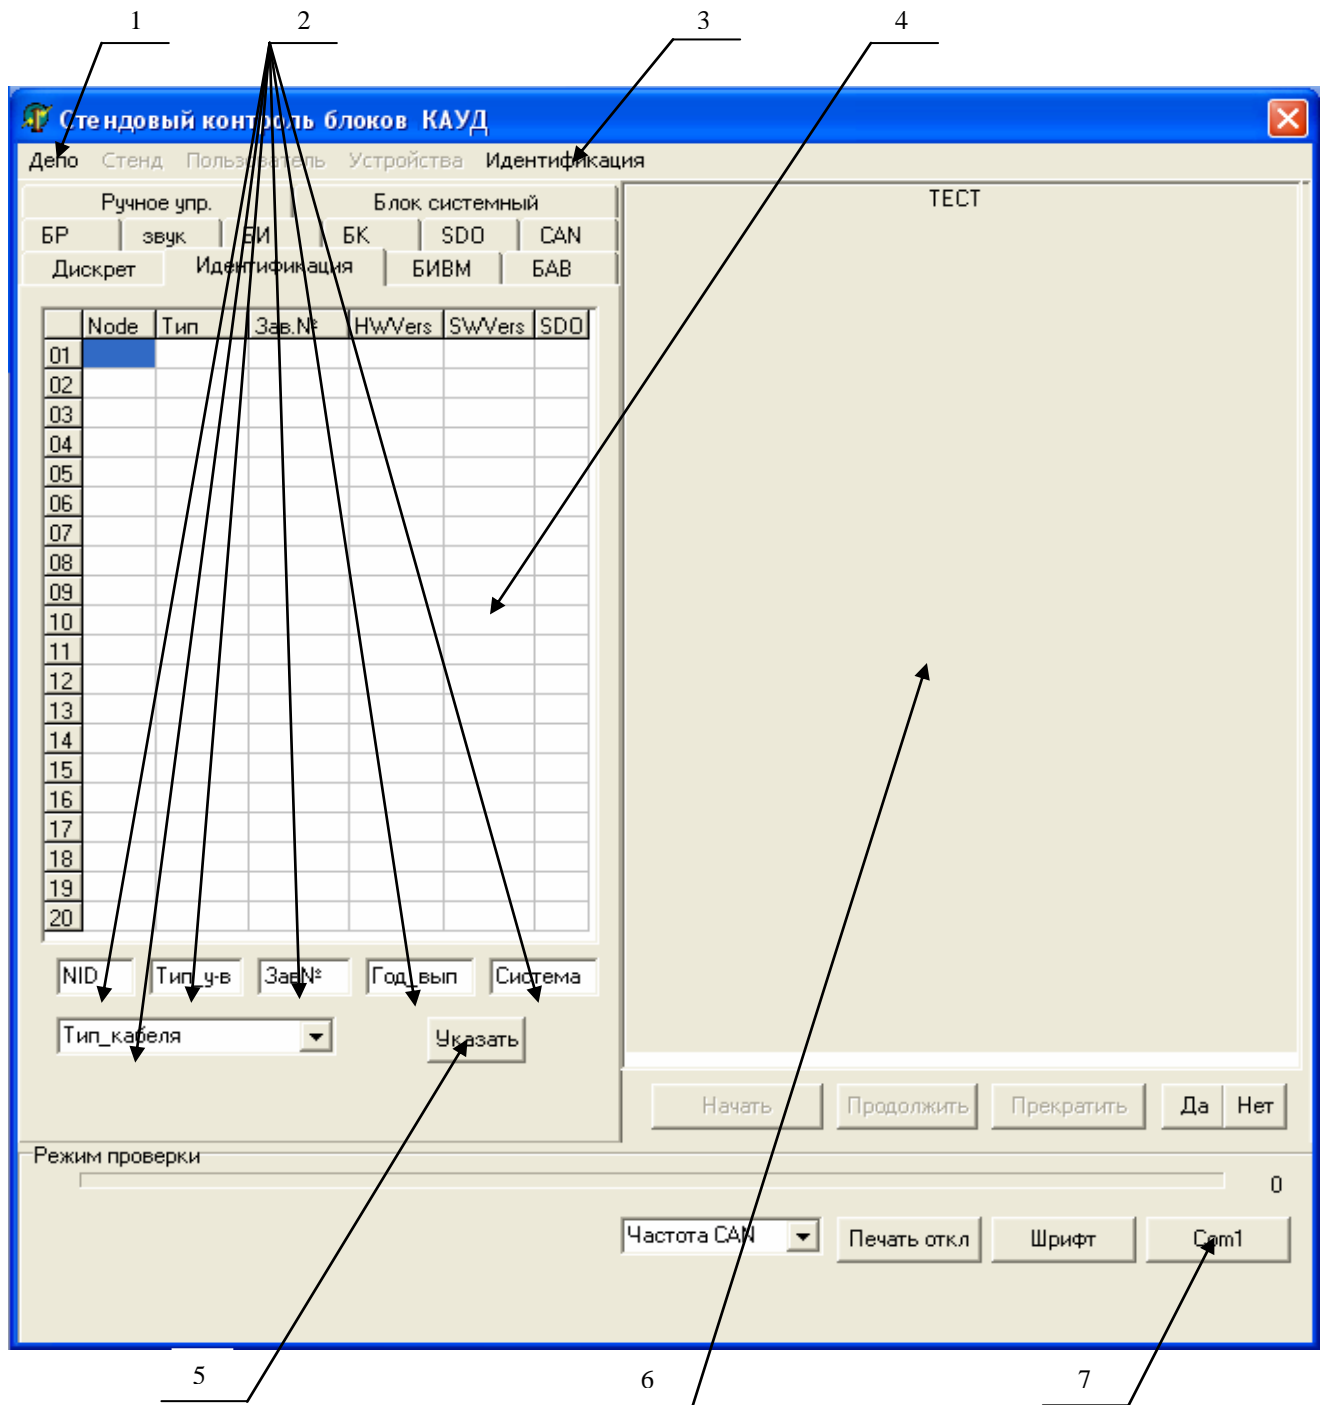 1 2 3 4
Стендовый контроль блоков КАУД
Депо Стенд Пользователь Устройства Идентификация
Ручное упр. Блок системный
БР звук БИ БК SDO CAN
Дискрет Идентификация БИВМ БАВ
ТЕСТ
Node Тип Зав.№ HWVers SWVers SDO
01
02
03
04
05
06
07
08
09
10
11
12
13
14
15
16
17
18
19
20
NID Тип_у-в Зав№ Год_вып Система
Тип_кабеля Указать
Начать Продолжить Прекратить Да Нет
Режим проверки
0
Частота CAN Печать откл Шрифт Com1
5 6 7